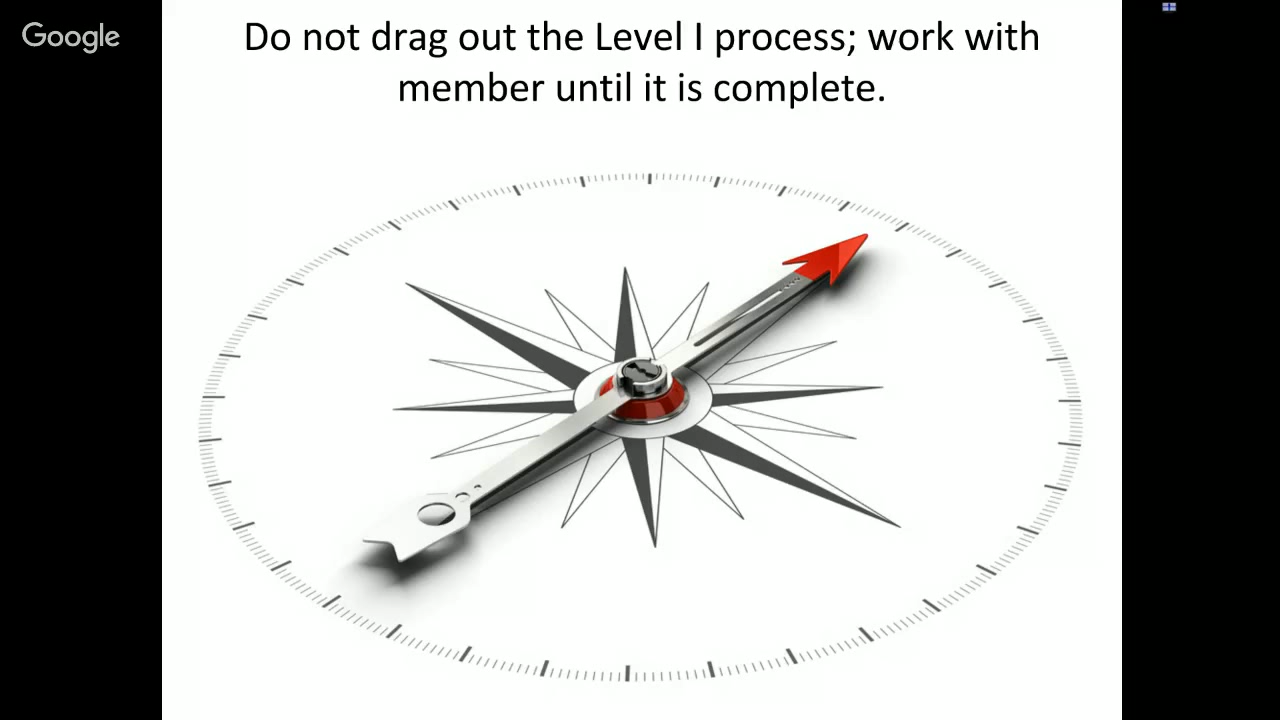 Google
Do not drag out the Level I process; work with
member until it is complete.